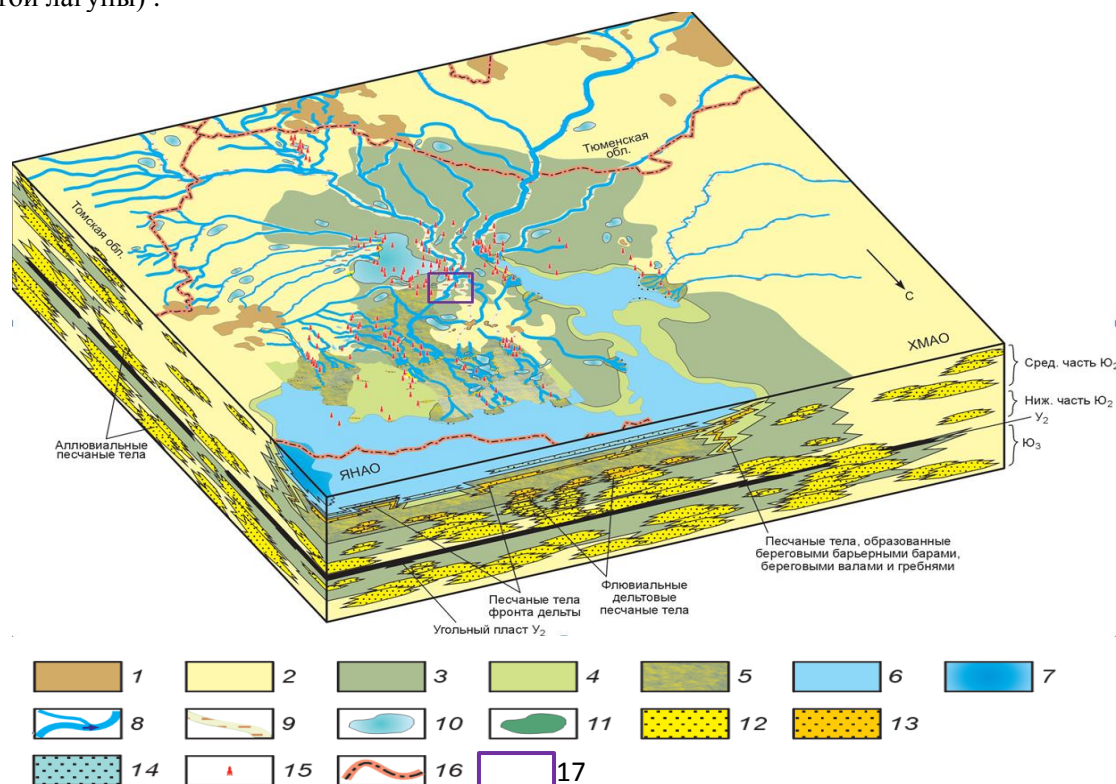 той лагуны) .
Тюменская
обл.
Томская обл.
С
ХМАО
Сред. часть Ю2
Ниж. часть Ю2
У2
Ю3
Аллювиальные
песчаные тела
ЯНАО
Песчаные тела, образованные
береговыми барьерными барами,
береговыми валами и гребнями
Флювиальные
дельтовые
песчаные тела
Песчаные тела
фронта дельты
Угольный пласт У2
1 2 3 4 5 6 7
8 9 10 11 12 13
14 15 16 17